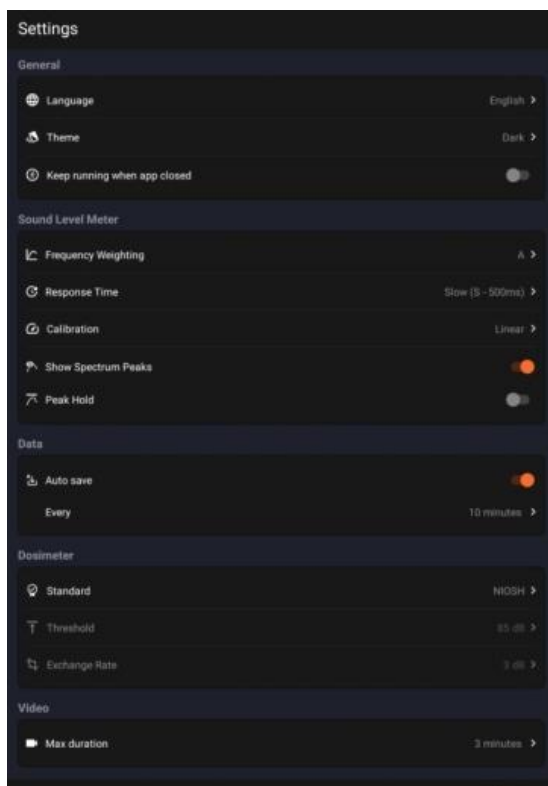 Settings
General
Language English
Theme Dark
Keep running when app closed
Sound Level Meter
Frequency Weighting A
Response Time Slow (S - 500ms)
Calibration Linear
Show Spectrum Peaks
Peak Hold
Data
Auto save
Every 10 minutes
Dosimeter
Standard NIOSH
Threshold 85 dB
Exchange Rate 3 dB
Video
Max duration 3 minutes